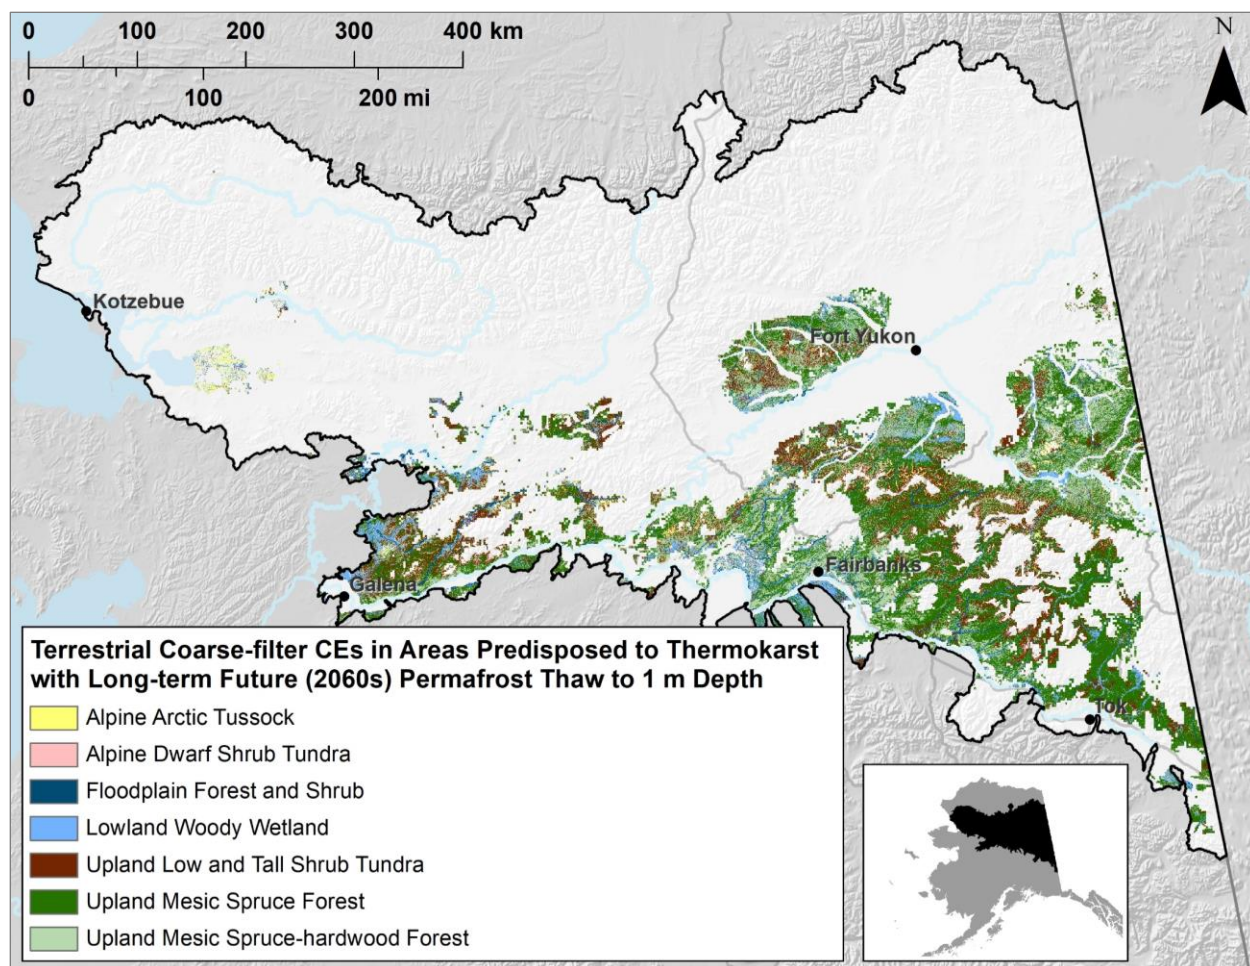 0 100 200 300 400 km
0 100 200 mi
N
Kotzebue
Fort Yukon
Fairbanks
Galena
Tok
Terrestrial Coarse-filter CEs in Areas Predisposed to Thermokarst
with Long-term Future (2060s) Permafrost Thaw to 1 m Depth
Alpine Arctic Tussock
Alpine Dwarf Shrub Tundra
Floodplain Forest and Shrub
Lowland Woody Wetland
Upland Low and Tall Shrub Tundra
Upland Mesic Spruce Forest
Upland Mesic Spruce-hardwood Forest